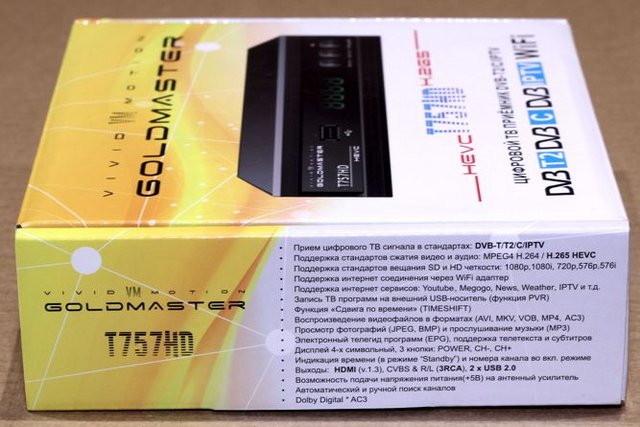 VIVID VM MOTION
GOLDMASTER
VIVID MOTION
GOLDMASTER
T757HD
HEVC
T757HD
HEVC H.265
ЦИФРОВОЙ ТВ ПРИЁМНИК DVB-T2/C/IPTV
DVB T2 DVB C DVB IPTV WiFi
VIVID VM MOTION
GOLDMASTER
T757HD
• Прием цифрового ТВ сигнала в стандартах: DVB-T/T2/C/IPTV
• Поддержка стандартов сжатия видео и аудио: MPEG4 H.264 / H.265 HEVC
• Поддержка стандартов вещания SD и HD четкости: 1080p,1080i, 720p,576p,576i
• Поддержка интернет соединения через WiFi адаптер
• Поддержка интернет сервисов: Youtube, Megogo, News, Weather, IPTV и т.д.
• Запись ТВ программ на внешний USB-носитель (функция PVR)
• Функция «Сдвига по времени» (TIMESHIFT)
• Воспроизведение видеофайлов в форматах (AVI, MKV, VOB, MP4, AC3)
• Просмотр фотографий (JPEG, BMP) и прослушивание музыки (MP3)
• Электронный телегид программ (EPG), поддержка телетекста и субтитров
• Дисплей 4-х символьный, 3 кнопки: POWER, CH-, CH+
• Индикация времени (в режиме "Standby") и номера канала во вкл. режиме
• Выходы: HDMI (v.1.3), CVBS & R/L (3RCA), 2 x USB 2.0
• Возможность подачи напряжения питания(+5В) на антенный усилитель
• Автоматический и ручной поиск каналов
• Dolby Digital * AC3